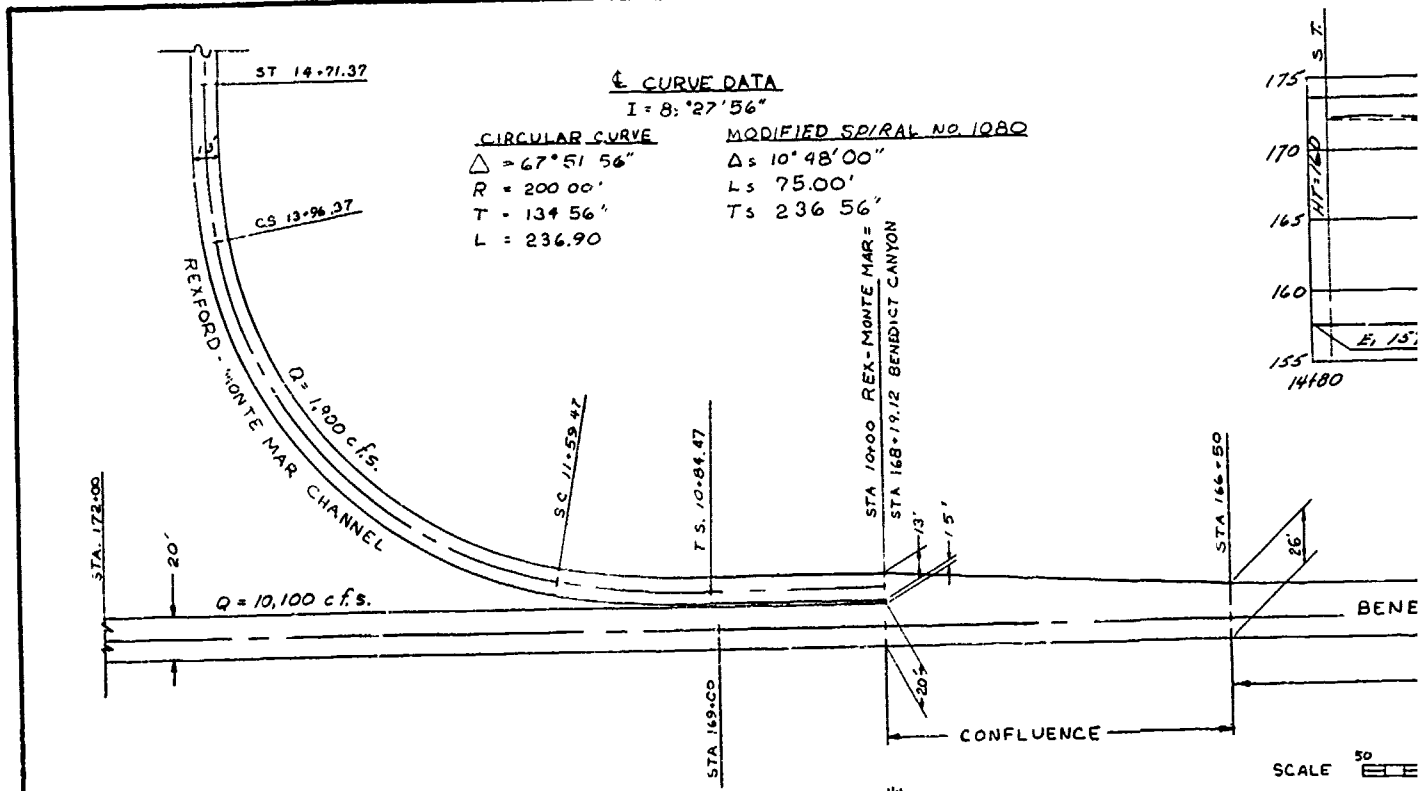 ST 14+71.37
℄ CURVE DATA
I = 8: °27'56"
CIRCULAR CURVE
△ = 67°51 56"
R = 200 00'
T = 134 56'
L = 236.90
MODIFIED SPIRAL NO. 1080
Δs 10°48'00"
Ls 75.00'
Ts 236 56'
CS 13+96.37
REXFORD - MONTE MAR CHANNEL
Q = 1,900 c.f.s.
SC 11+59 47
T S. 10+84.47
STA 10+00 REX-MONTE MAR =
STA 168+19.12 BENEDICT CANYON
13'
1 5'
STA 166+50
26'
STA. 172+00
20'
Q = 10,100 c f.s.
BENE
20'
STA 169+00
CONFLUENCE
SCALE 50
S T.
175
170
HT=160
165
160
155
E, 15
14+80